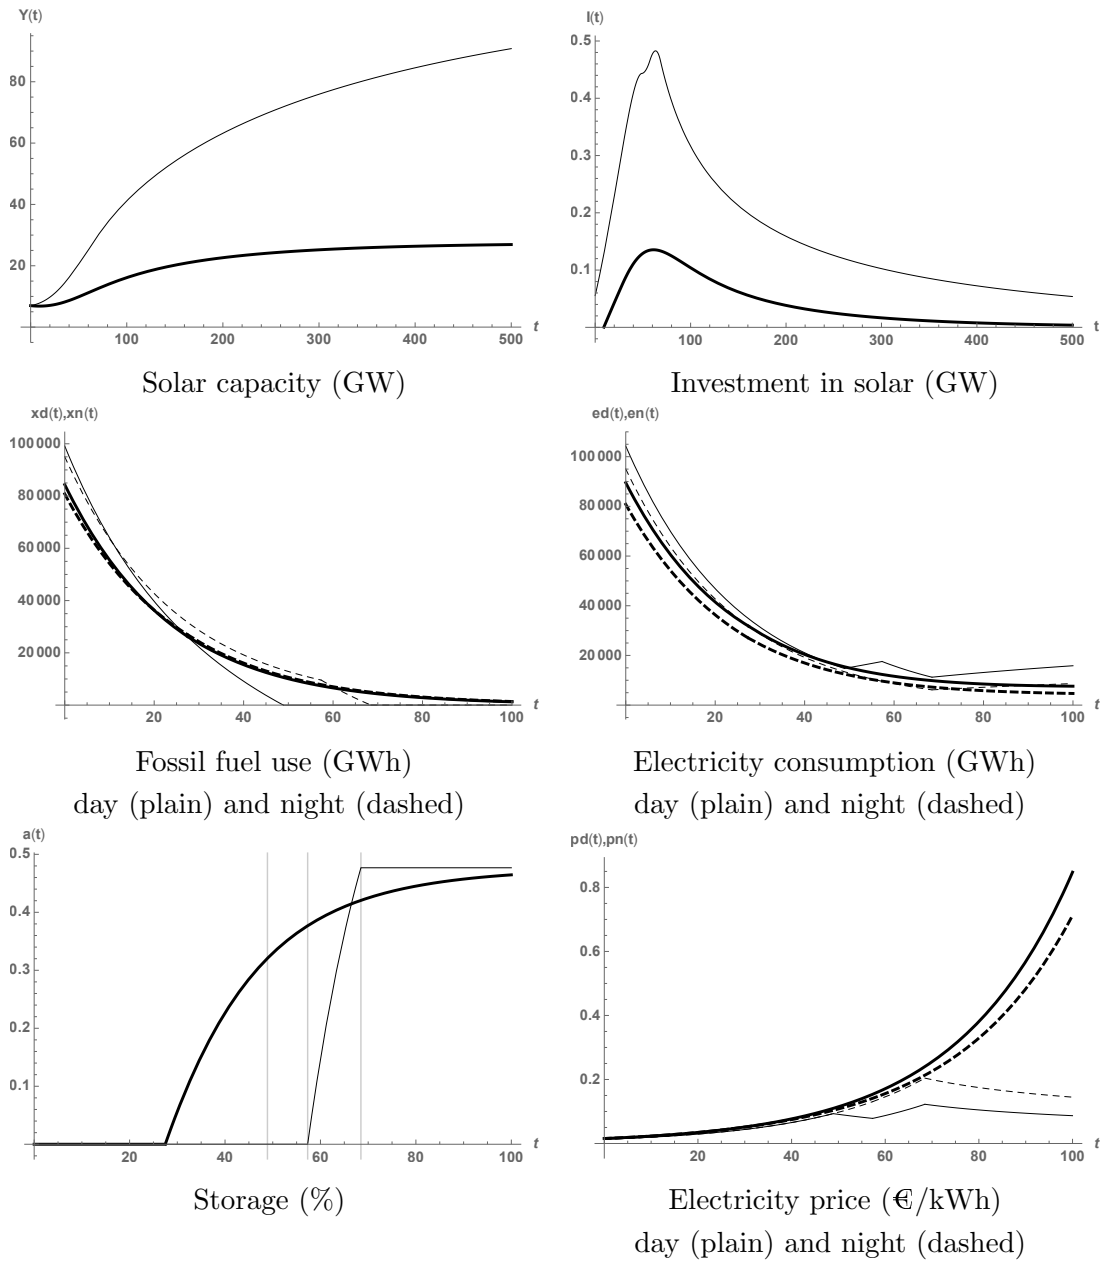 Y(t)
80
60
40
20
100 200 300 400 500 t
Solar capacity (GW)
I(t)
0.5
0.4
0.3
0.2
0.1
100 200 300 400 500 t
Investment in solar (GW)
xd(t),xn(t)
100 000
80 000
60 000
40 000
20 000
20 40 60 80 100 t
Fossil fuel use (GWh)
day (plain) and night (dashed)
ed(t),en(t)
100 000
80 000
60 000
40 000
20 000
20 40 60 80 100 t
Electricity consumption (GWh)
day (plain) and night (dashed)
a(t)
0.5
0.4
0.3
0.2
0.1
20 40 60 80 100 t
Storage (%)
pd(t),pn(t)
0.8
0.6
0.4
0.2
20 40 60 80 100 t
Electricity price (€/kWh)
day (plain) and night (dashed)